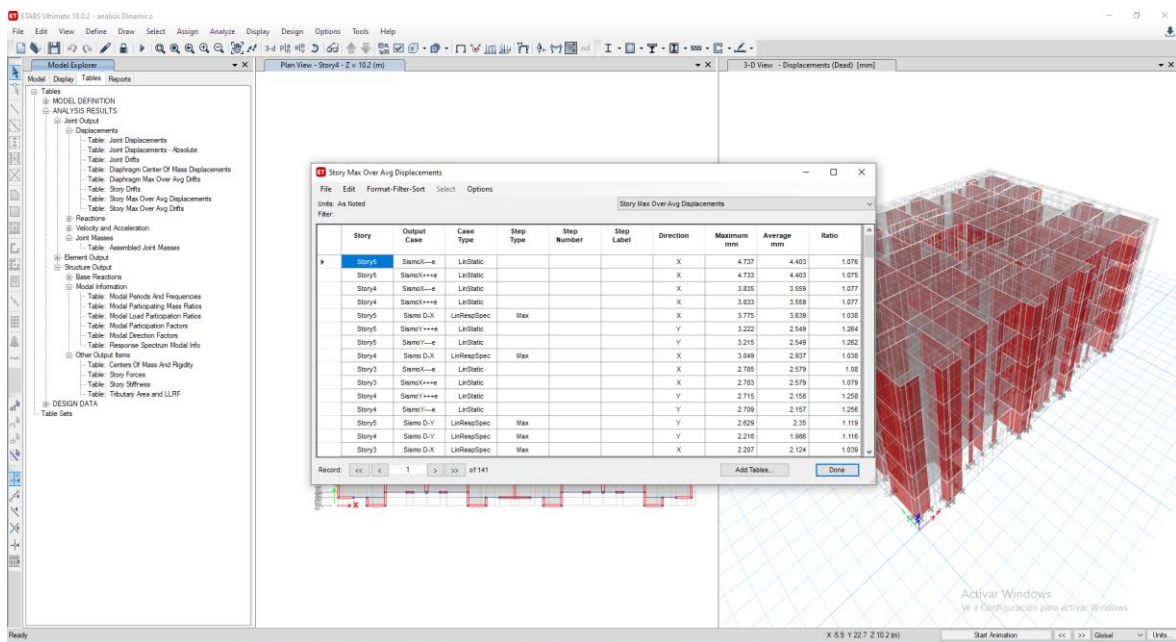 ETABS Ultimate 18.0.2 - analisis Dinamico
File Edit View Define Draw Select Assign Analyze Display Design Options Tools Help
Model Explorer
Model Display Tables Reports
Tables
MODEL DEFINITION
ANALYSIS RESULTS
Joint Output
Displacements
Table: Joint Displacements
Table: Joint Displacements - Absolute
Table: Joint Drifts
Table: Diaphragm Center Of Mass Displacements
Table: Diaphragm Max Over Avg Drifts
Table: Story Drifts
Table: Story Max Over Avg Displacements
Table: Story Max Over Avg Drifts
Reactions
Velocity and Acceleration
Joint Masses
Table: Assembled Joint Masses
Element Output
Structure Output
Base Reactions
Modal Information
Table: Modal Periods And Frequencies
Table: Modal Participating Mass Ratios
Table: Modal Load Participation Ratios
Table: Modal Participation Factors
Table: Modal Direction Factors
Table: Response Spectrum Modal Info
Other Output Items
Table: Centers Of Mass And Rigidity
Table: Story Forces
Table: Story Stiffness
Table: Tributary Area and LLRF
DESIGN DATA
Table Sets
Plan View - Story4 - Z = 10.2 (m)
3-D View - Displacements (Dead) [mm]
Story Max Over Avg Displacements
File Edit Format-Filter-Sort Select Options
Units: As Noted
Story Max Over Avg Displacements
Filter:
Story Output Case Case Type Step Type Step Number Step Label Direction Maximum mm Average mm Ratio
Story5 SismoX---e LinStatic X 4.737 4.403 1.076
Story5 SismoX+++e LinStatic X 4.733 4.403 1.075
Story4 SismoX---e LinStatic X 3.835 3.559 1.077
Story4 SismoX+++e LinStatic X 3.833 3.559 1.077
Story5 Sismo D-X LinRespSpec Max X 3.775 3.639 1.038
Story5 SismoY+++e LinStatic Y 3.222 2.549 1.264
Story5 SismoY---e LinStatic Y 3.215 2.549 1.262
Story4 Sismo D-X LinRespSpec Max X 3.049 2.937 1.038
Story3 SismoX---e LinStatic X 2.785 2.579 1.08
Story3 SismoX+++e LinStatic X 2.783 2.579 1.079
Story4 SismoY+++e LinStatic Y 2.715 2.158 1.258
Story4 SismoY---e LinStatic Y 2.709 2.157 1.256
Story5 Sismo D-Y LinRespSpec Max Y 2.629 2.35 1.119
Story4 Sismo D-Y LinRespSpec Max Y 2.216 1.986 1.116
Story3 Sismo D-X LinRespSpec Max X 2.207 2.124 1.039
Record: << < 1 > >> of 141
Add Tables...
Done
X
Activar Windows
Ve a Configuración para activar Windows.
Ready
X -5.9 Y 22.7 Z 10.2 (m)
Start Animation
<< >>
Global
Units